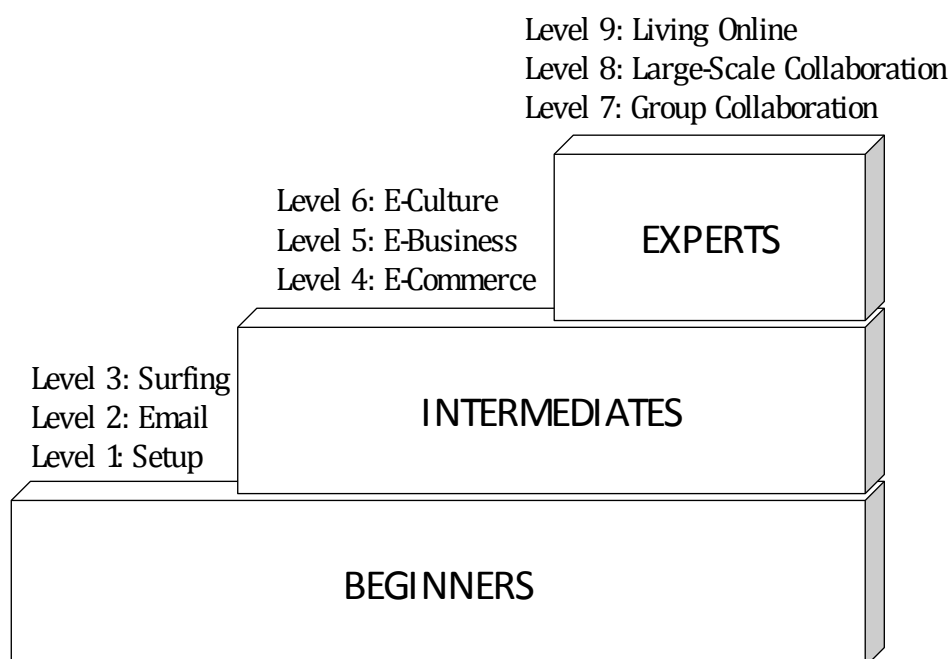 Level 9: Living Online
Level 8: Large-Scale Collaboration
Level 7: Group Collaboration
Level 6: E-Culture
Level 5: E-Business
Level 4: E-Commerce
EXPERTS
Level 3: Surfing
Level 2: Email
Level 1: Setup
INTERMEDIATES
BEGINNERS